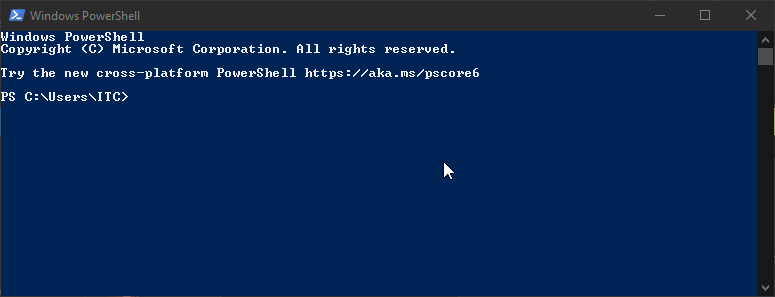 Windows PowerShell
Windows PowerShell
Copyright (C) Microsoft Corporation. All rights reserved.
Try the new cross-platform PowerShell https://aka.ms/pscore6
PS C:\Users\ITC>